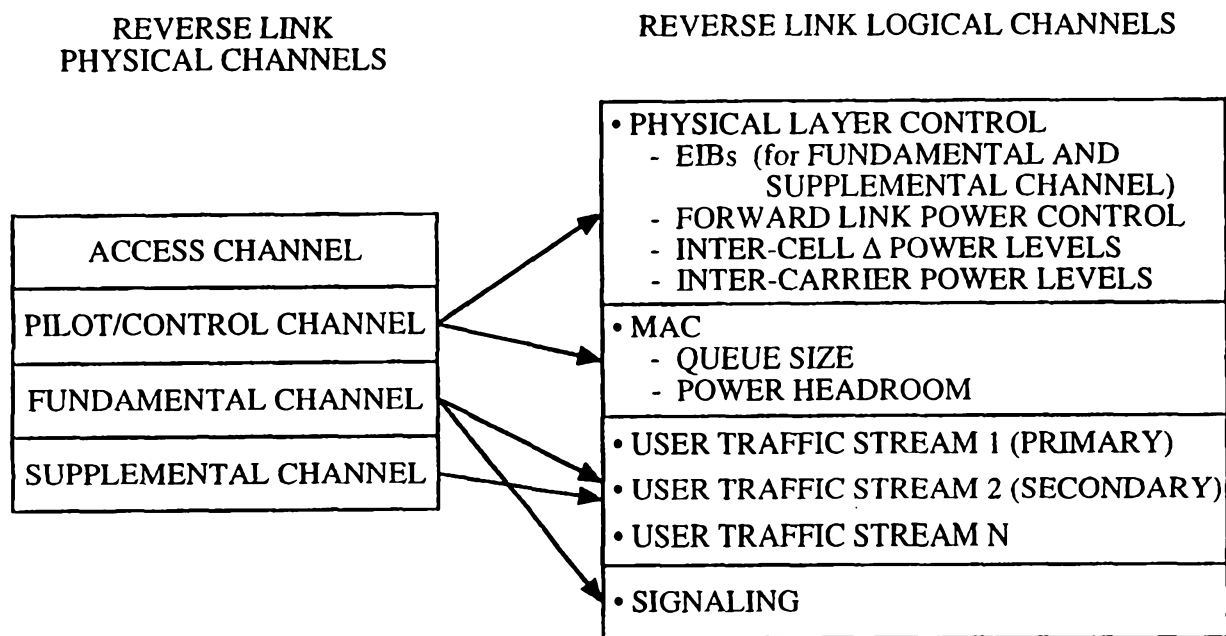 REVERSE LINK
PHYSICAL CHANNELS
REVERSE LINK LOGICAL CHANNELS
ACCESS CHANNEL
PILOT/CONTROL CHANNEL
FUNDAMENTAL CHANNEL
SUPPLEMENTAL CHANNEL
• PHYSICAL LAYER CONTROL
- EIBs (for FUNDAMENTAL AND
SUPPLEMENTAL CHANNEL)
- FORWARD LINK POWER CONTROL
- INTER-CELL Δ POWER LEVELS
- INTER-CARRIER POWER LEVELS
• MAC
- QUEUE SIZE
- POWER HEADROOM
• USER TRAFFIC STREAM 1 (PRIMARY)
• USER TRAFFIC STREAM 2 (SECONDARY)
• USER TRAFFIC STREAM N
• SIGNALING